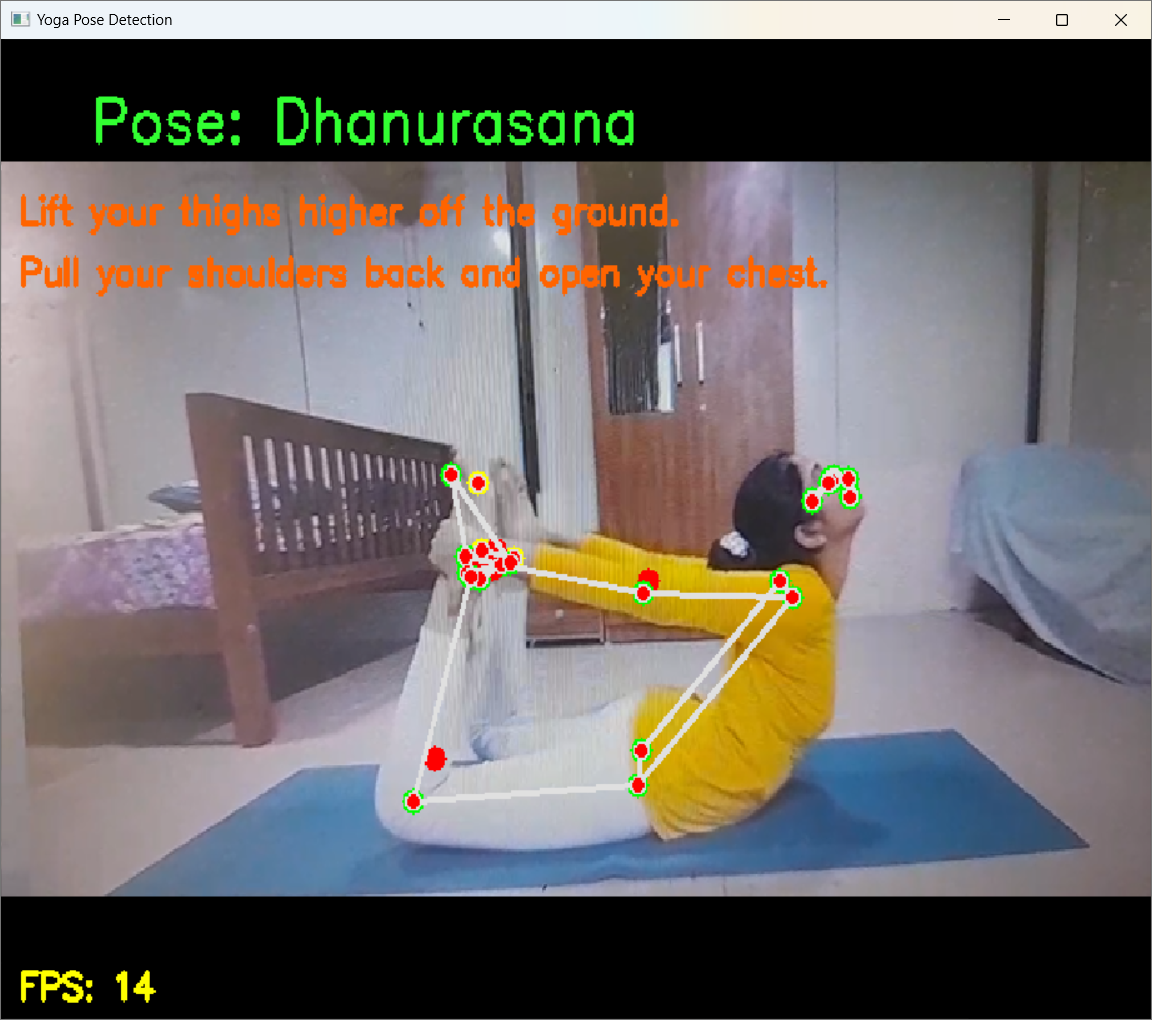 Yoga Pose Detection
Pose: Dhanurasana
Lift your thighs higher off the ground.
Pull your shoulders back and open your chest.
FPS: 14